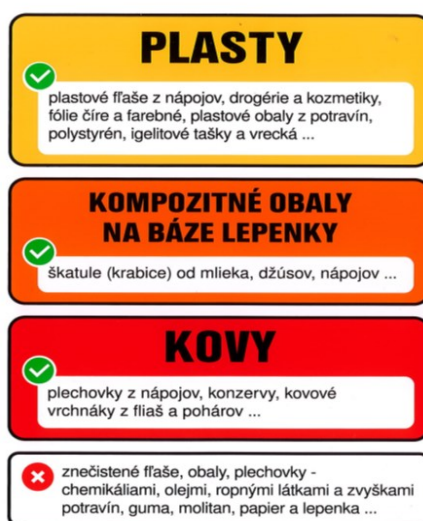 PLASTY
plastové fľaše z nápojov, drogérie a kozmetiky,
fólie číre a farebné, plastové obaly z potravín,
polystyrén, igelitové tašky a vrecká ...
KOMPOZITNÉ OBALY
NA BÁZE LEPENKY
škatule (krabice) od mlieka, džúsov, nápojov ...
KOVY
plechovky z nápojov, konzervy, kovové
vrchnáky z fliaš a pohárov ...
znečistené fľaše, obaly, plechovky -
chemikáliami, olejmi, ropnými látkami a zvyškami
potravín, guma, molitan, papier a lepenka ...